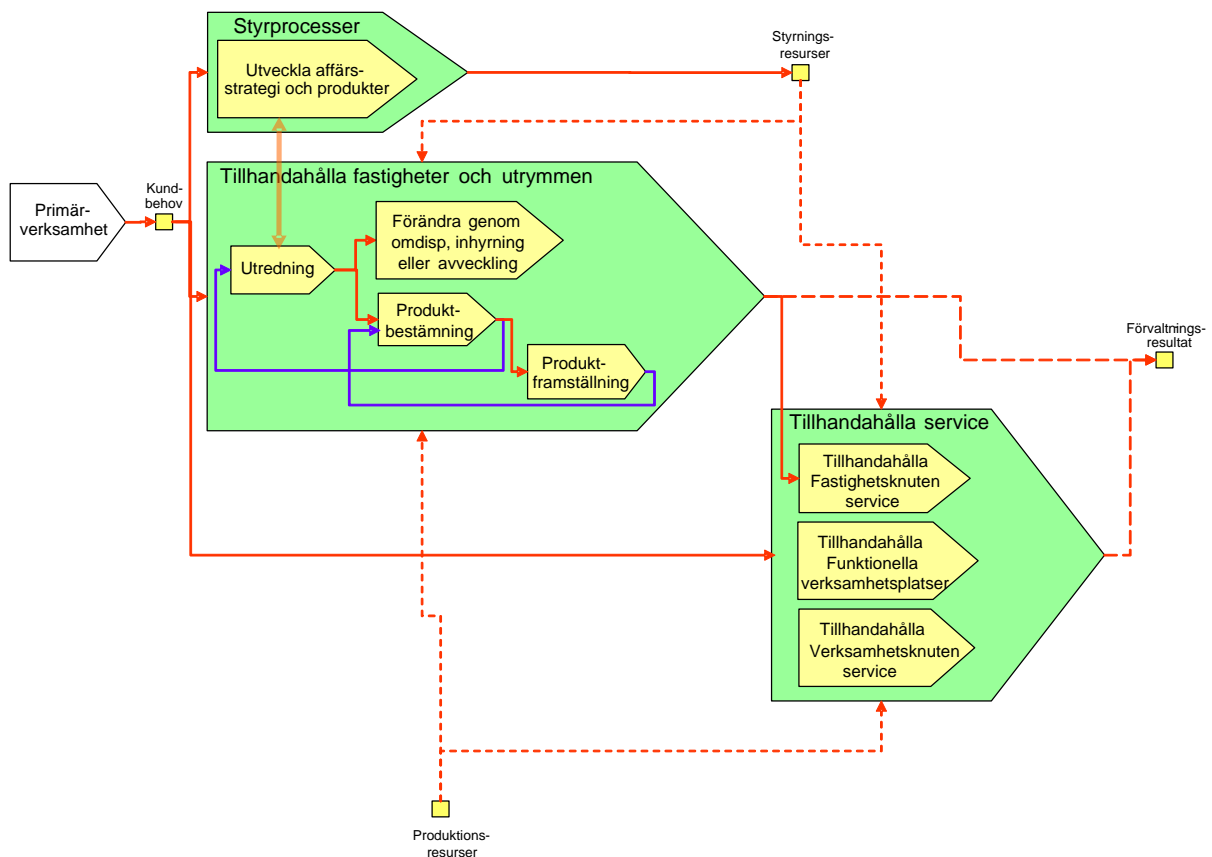 Styrprocesser
Utveckla affärs-
strategi och produkter
Styrnings-
resurser
Tillhandahålla fastigheter och utrymmen
Primär-
verksamhet
Kund-
behov
Förändra genom
omdisp, inhyrning
eller avveckling
Utredning
Produkt-
bestämning
Produkt-
framställning
Förvaltnings-
resultat
Tillhandahålla service
Tillhandahålla
Fastighetsknuten
service
Tillhandahålla
Funktionella
verksamhetsplatser
Tillhandahålla
Verksamhetsknuten
service
Produktions-
resurser